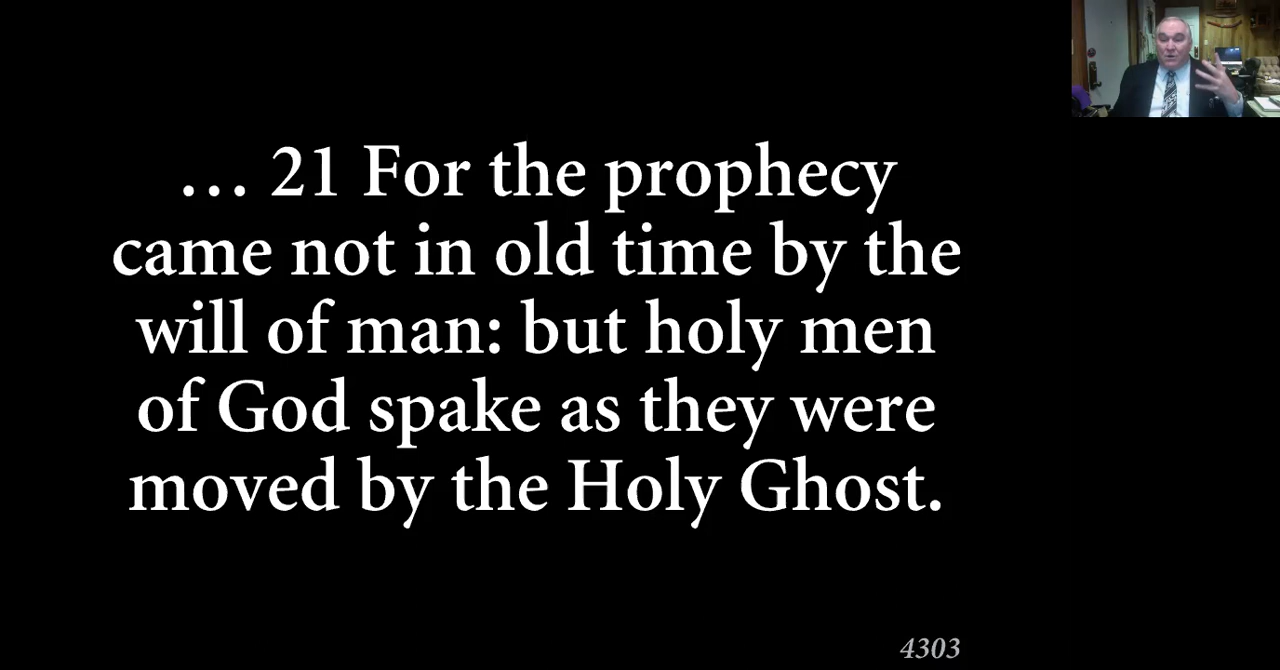 … 21 For the prophecy
came not in old time by the
will of man: but holy men
of God spake as they were
moved by the Holy Ghost.
4303